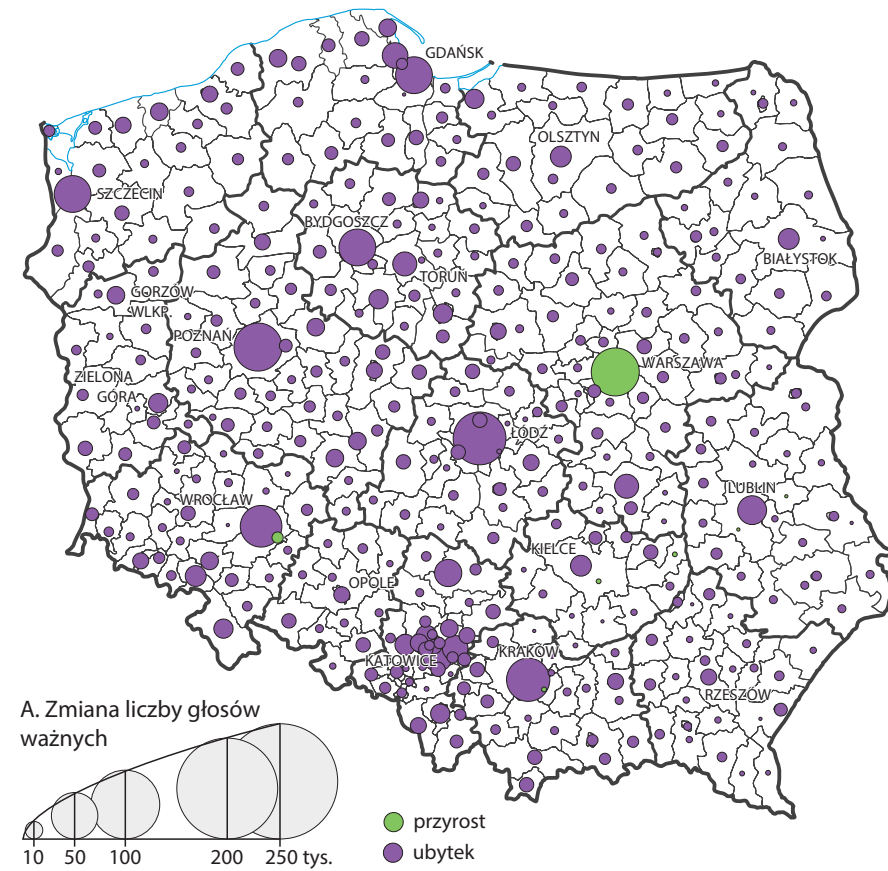 GDAŃSK
OLSZTYN
SZCZECIN
BYDGOSZCZ
BIAŁYSTOK
TORUŃ
GORZÓW
WLKP.
POZNAŃ
WARSZAWA
ZIELONA
GÓRA
ŁÓDŹ
WROCŁAW
LUBLIN
KIELCE
OPOLE
KATOWICE
KRAKÓW
RZESZÓW
A. Zmiana liczby głosów
ważnych
10 50 100 200 250 tys.
przyrost
ubytek